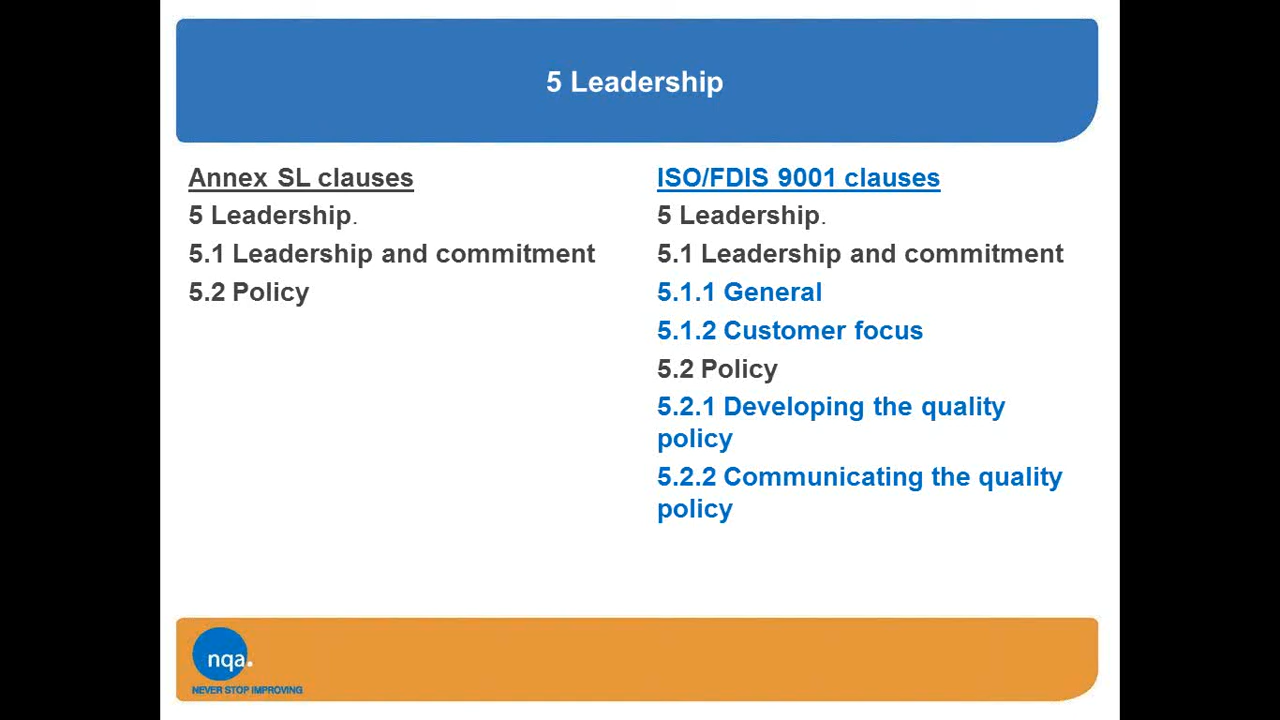 5 Leadership
Annex SL clauses
5 Leadership.
5.1 Leadership and commitment
5.2 Policy
ISO/FDIS 9001 clauses
5 Leadership.
5.1 Leadership and commitment
5.1.1 General
5.1.2 Customer focus
5.2 Policy
5.2.1 Developing the quality
policy
5.2.2 Communicating the quality
policy
nqa.
NEVER STOP IMPROVING